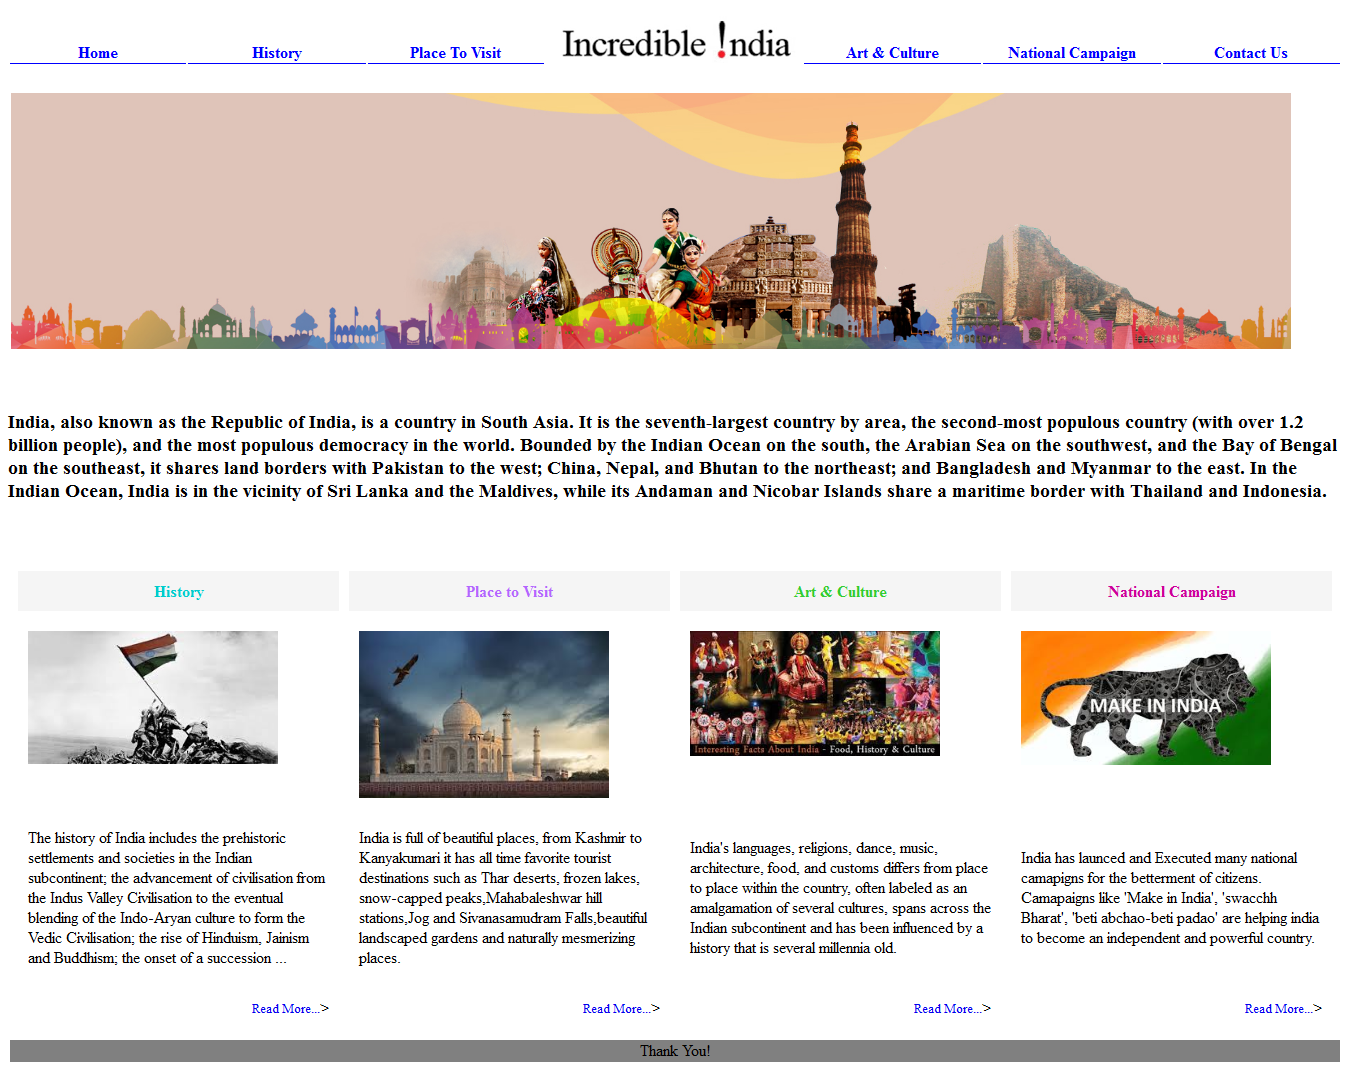 Home History Place To Visit Incredible !ndia Art & Culture National Campaign Contact Us
India, also known as the Republic of India, is a country in South Asia. It is the seventh-largest country by area, the second-most populous country (with over 1.2
billion people), and the most populous democracy in the world. Bounded by the Indian Ocean on the south, the Arabian Sea on the southwest, and the Bay of Bengal
on the southeast, it shares land borders with Pakistan to the west; China, Nepal, and Bhutan to the northeast; and Bangladesh and Myanmar to the east. In the
Indian Ocean, India is in the vicinity of Sri Lanka and the Maldives, while its Andaman and Nicobar Islands share a maritime border with Thailand and Indonesia.
History
The history of India includes the prehistoric
settlements and societies in the Indian
subcontinent; the advancement of civilisation from
the Indus Valley Civilisation to the eventual
blending of the Indo-Aryan culture to form the
Vedic Civilisation; the rise of Hinduism, Jainism
and Buddhism; the onset of a succession ...
Read More...>
Place to Visit
India is full of beautiful places, from Kashmir to
Kanyakumari it has all time favorite tourist
destinations such as Thar deserts, frozen lakes,
snow-capped peaks,Mahabaleshwar hill
stations,Jog and Sivanasamudram Falls,beautiful
landscaped gardens and naturally mesmerizing
places.
Read More...>
Art & Culture
Interesting Facts About India - Food, History & Culture
India's languages, religions, dance, music,
architecture, food, and customs differs from place
to place within the country, often labeled as an
amalgamation of several cultures, spans across the
Indian subcontinent and has been influenced by a
history that is several millennia old.
Read More...>
National Campaign
MAKE IN INDIA
India has launced and Executed many national
camapigns for the betterment of citizens.
Camapaigns like 'Make in India', 'swacchh
Bharat', 'beti abchao-beti padao' are helping india
to become an independent and powerful country.
Read More...>
Thank You!